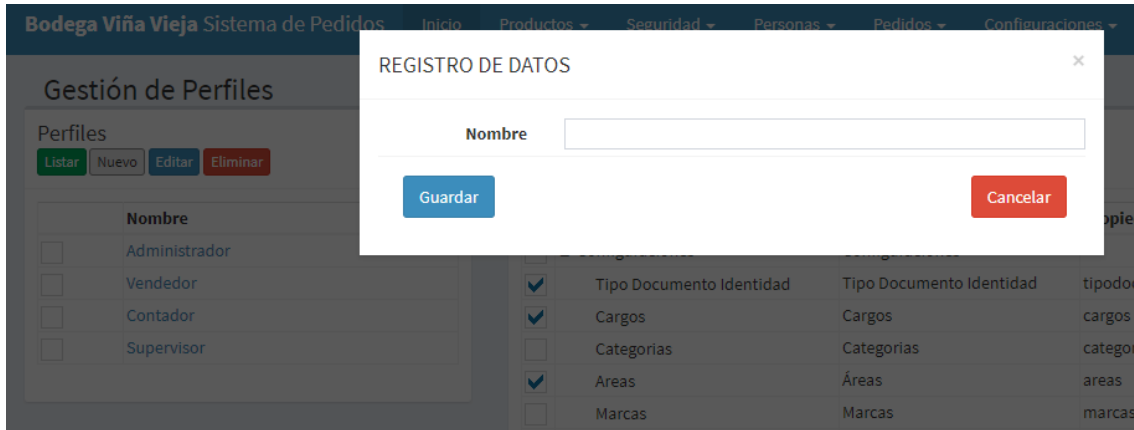 Bodega Viña Vieja Sistema de Pedidos Inicio Productos Seguridad Personas Pedidos Configuraciones
REGISTRO DE DATOS ×
Gestión de Perfiles
Perfiles
Nombre
Listar Nuevo Editar Eliminar
Guardar Cancelar
Nombre
Administrador
Vendedor Tipo Documento Identidad Tipo Documento Identidad tipodoc
Contador Cargos Cargos cargos
Supervisor Categorias Categorias categor
Areas Áreas areas
Marcas Marcas marcas